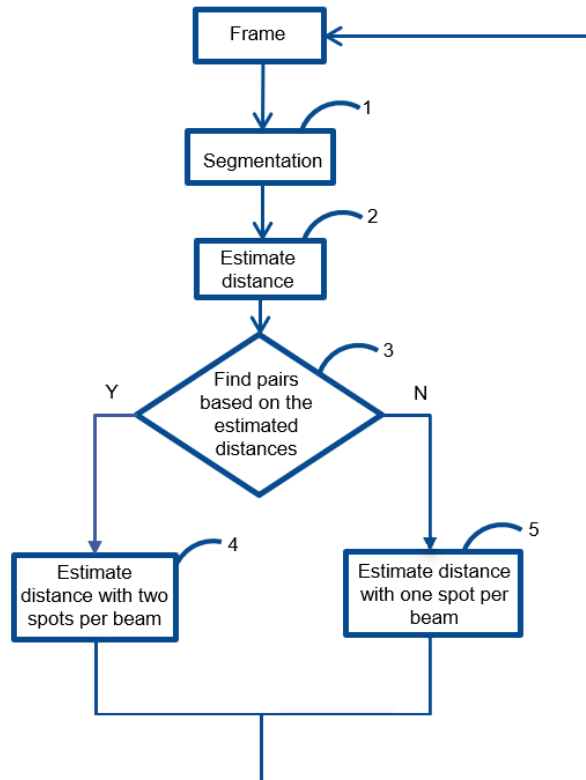 Frame
1
Segmentation
2
Estimate
distance
3
Y
N
Find pairs
based on the
estimated
distances
4
5
Estimate
distance with two
spots per beam
Estimate distance
with one spot per
beam